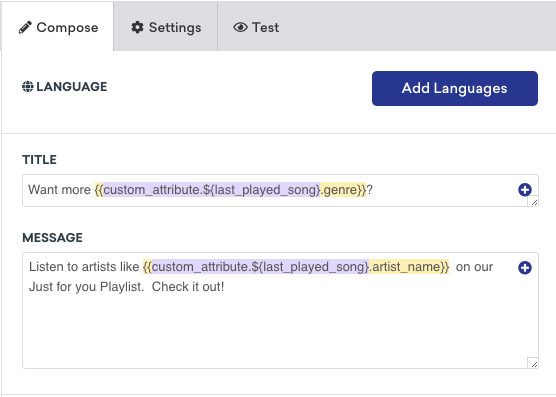 Compose Settings Test
LANGUAGE Add Languages
TITLE
Want more {{custom_attribute.${last_played_song}.genre}}?
MESSAGE
Listen to artists like {{custom_attribute.${last_played_song}.artist_name}}  on our
Just for you Playlist.  Check it out!